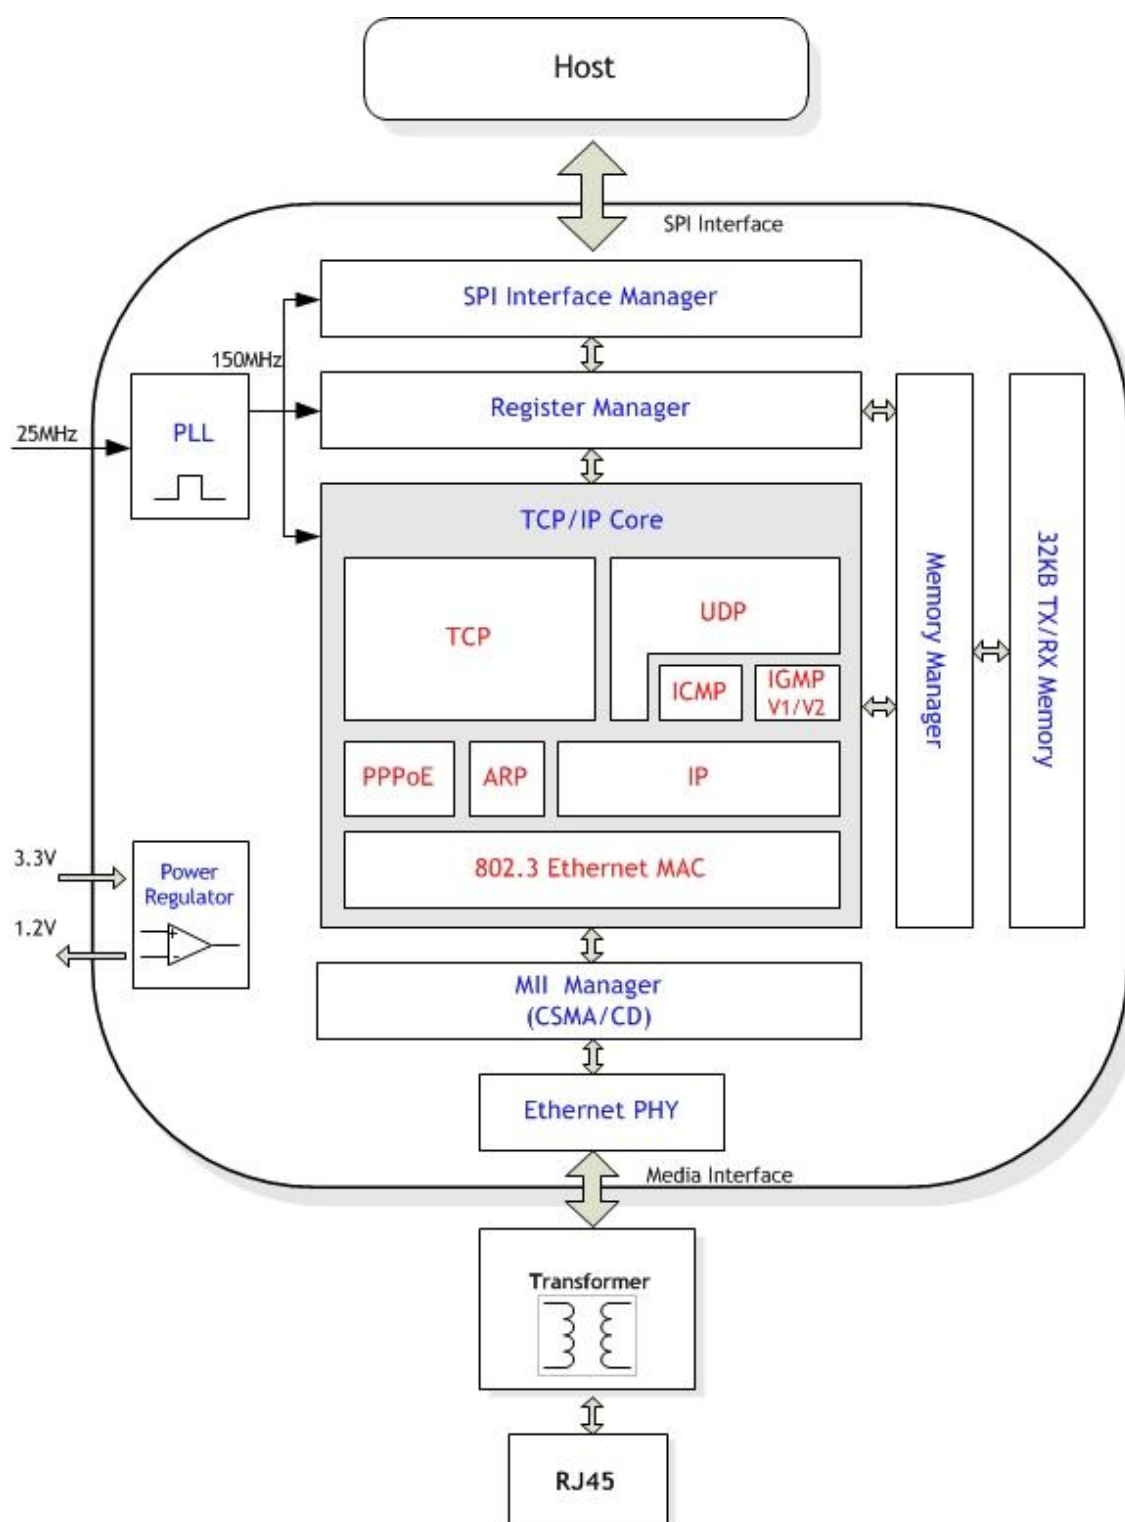 Host
SPI Interface
SPI Interface Manager
150MHz
Register Manager
25MHz
PLL
TCP/IP Core
TCP
UDP
ICMP
IGMP
V1/V2
Memory Manager
32KB TX/RX Memory
PPPoE
ARP
IP
802.3 Ethernet MAC
3.3V
1.2V
Power
Regulator
MII Manager
(CSMA/CD)
Ethernet PHY
Media Interface
Transformer
RJ45